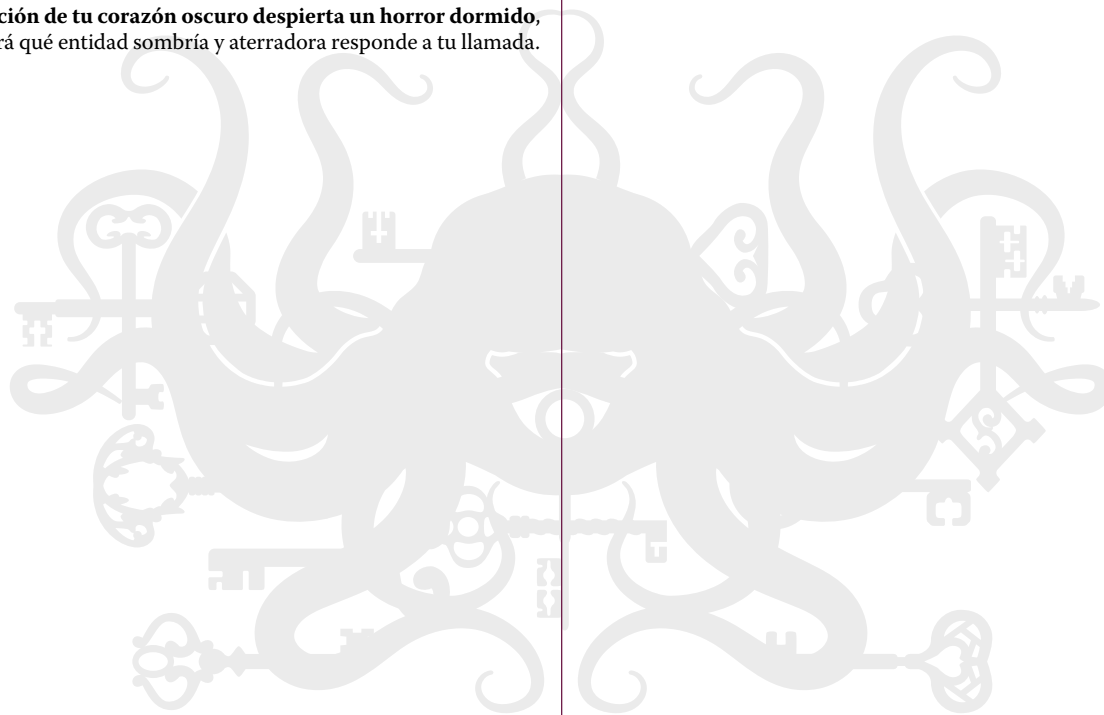 ción de tu corazón oscuro despierta un horror dormido,
rá qué entidad sombría y aterradora responde a tu llamada.